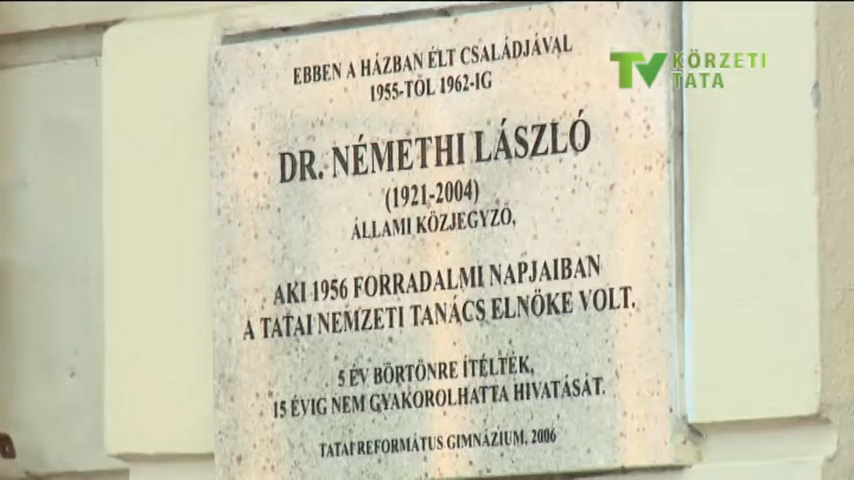 EBBEN A HÁZBAN ÉLT CSALÁDJÁVAL
1955-TŐL 1962-IG
DR. NÉMETHI LÁSZLÓ
(1921-2004)
ÁLLAMI KÖZJEGYZŐ,
AKI 1956 FORRADALMI NAPJAIBAN
A TATAI NEMZETI TANÁCS ELNÖKE VOLT.
5 ÉV BÖRTÖNRE ÍTÉLTÉK,
15 ÉVIG NEM GYAKOROLHATTA HIVATÁSÁT.
TATAI REFORMÁTUS GIMNÁZIUM, 2006
TV KÖRZETI
TATA